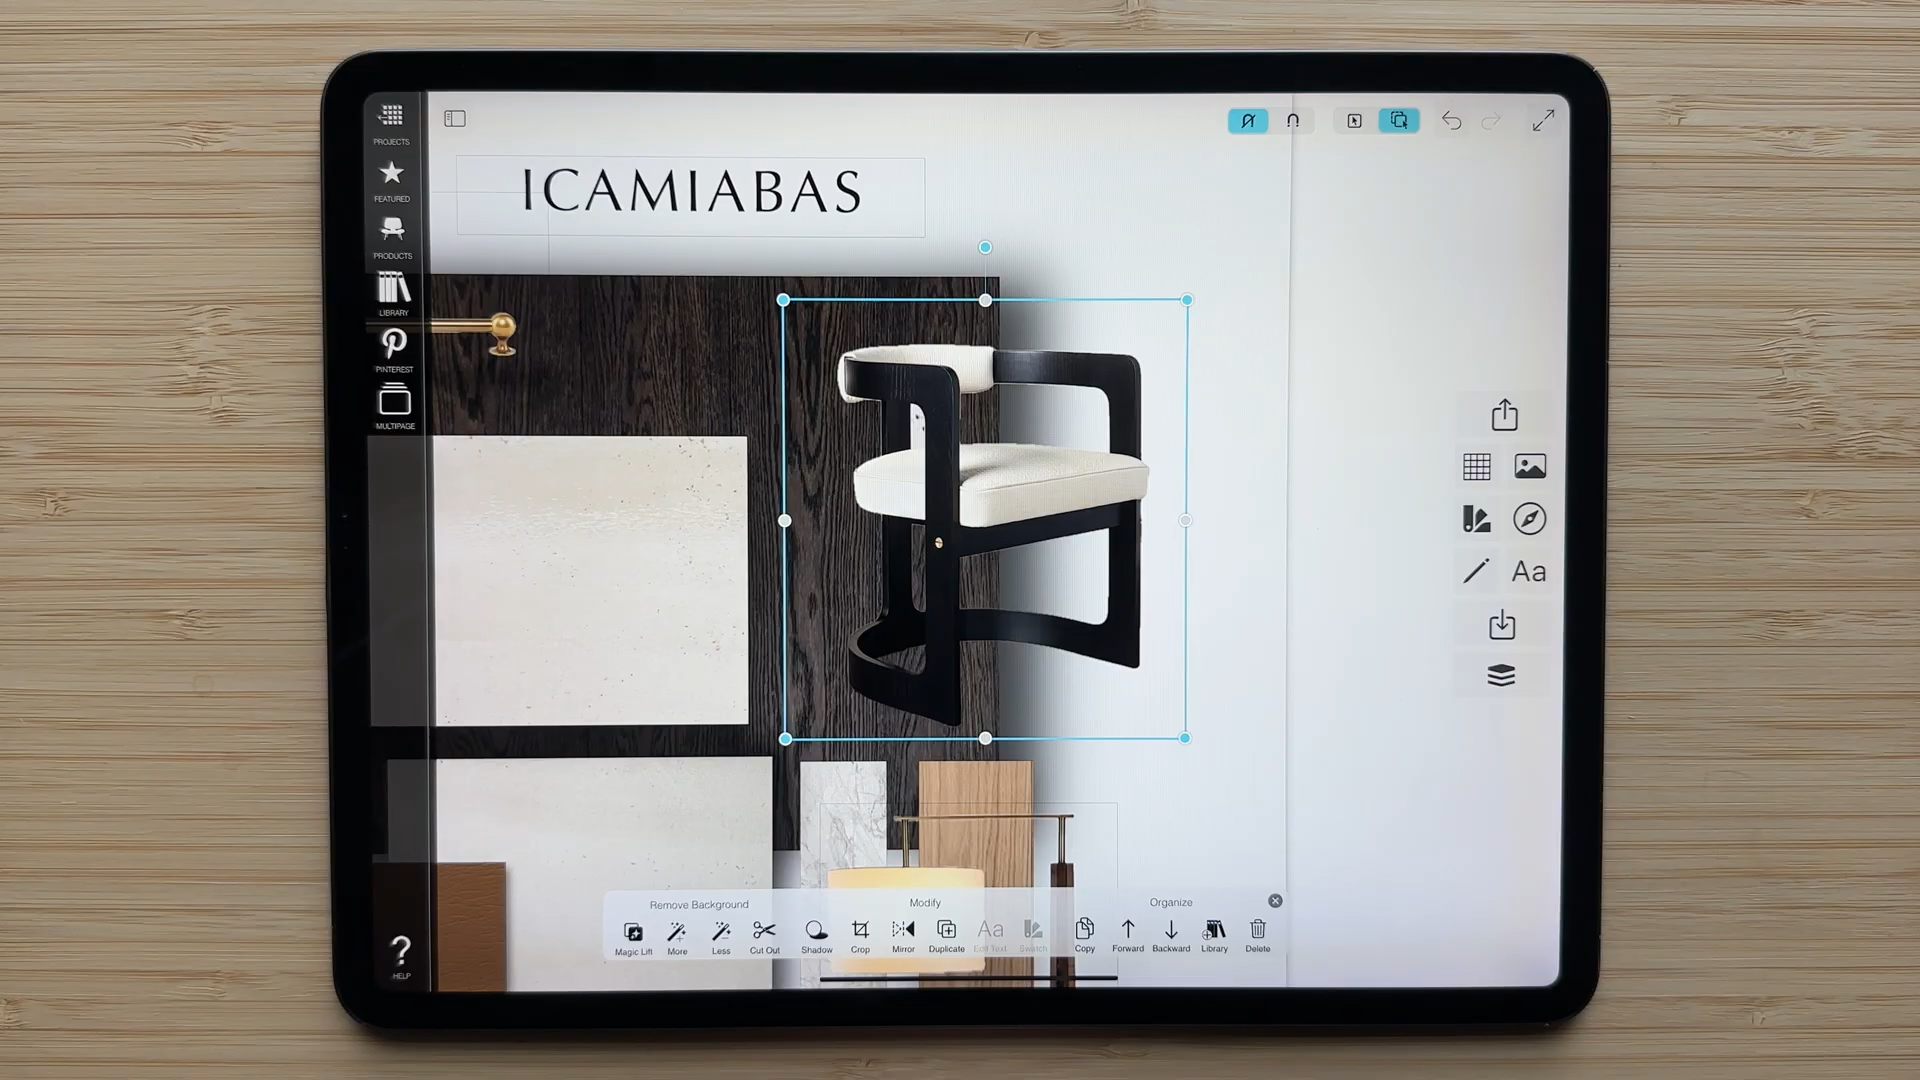 PROJECTS
FEATURED
PRODUCTS
LIBRARY
PINTEREST
MULTIPAGE
HELP
ICAMIABAS
Aa
Remove Background
Modify
Organize
Magic Lift
More
Less
Cut Out
Shadow
Crop
Mirror
Duplicate
Aa
Edit Text
Swatch
Copy
Forward
Backward
Library
Delete